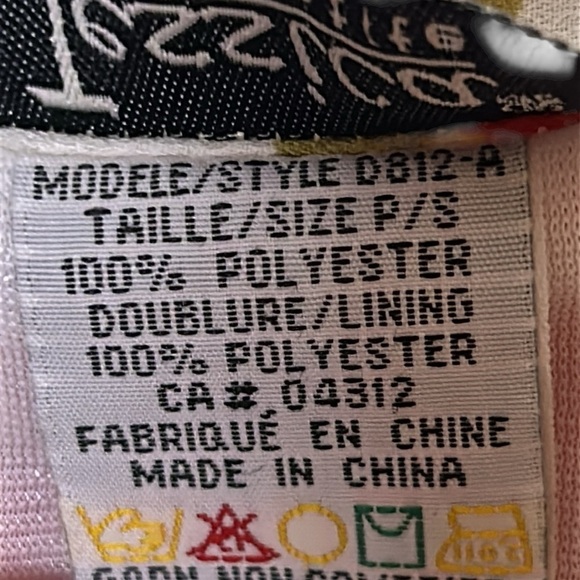 MODELE/STYLE D812-A
TAILLE/SIZE P/S
100% POLYESTER
DOUBLURE/LINING
100% POLYESTER
CA# 04312
FABRIQUÉ EN CHINE
MADE IN CHINA